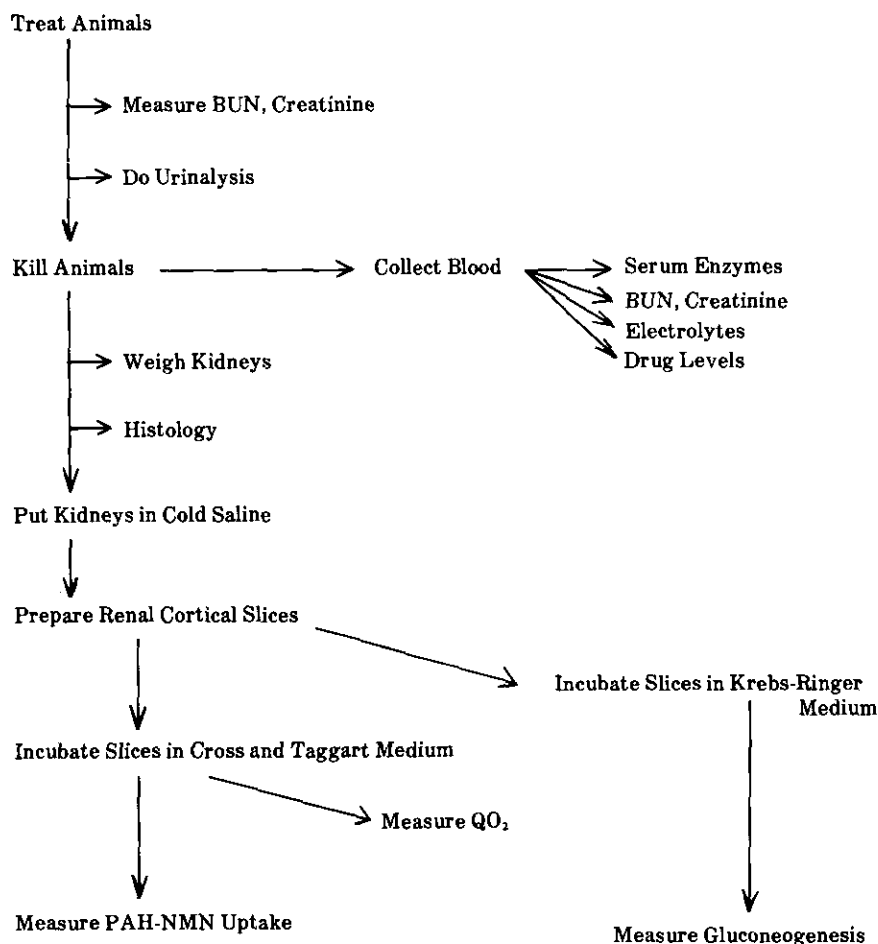 Treat Animals
Measure BUN, Creatinine
Do Urinalysis
Kill Animals
Collect Blood
Serum Enzymes
BUN, Creatinine
Electrolytes
Drug Levels
Weigh Kidneys
Histology
Put Kidneys in Cold Saline
Prepare Renal Cortical Slices
Incubate Slices in Krebs-Ringer
Medium
Incubate Slices in Cross and Taggart Medium
Measure QO₂
Measure PAH-NMN Uptake
Measure Gluconeogenesis